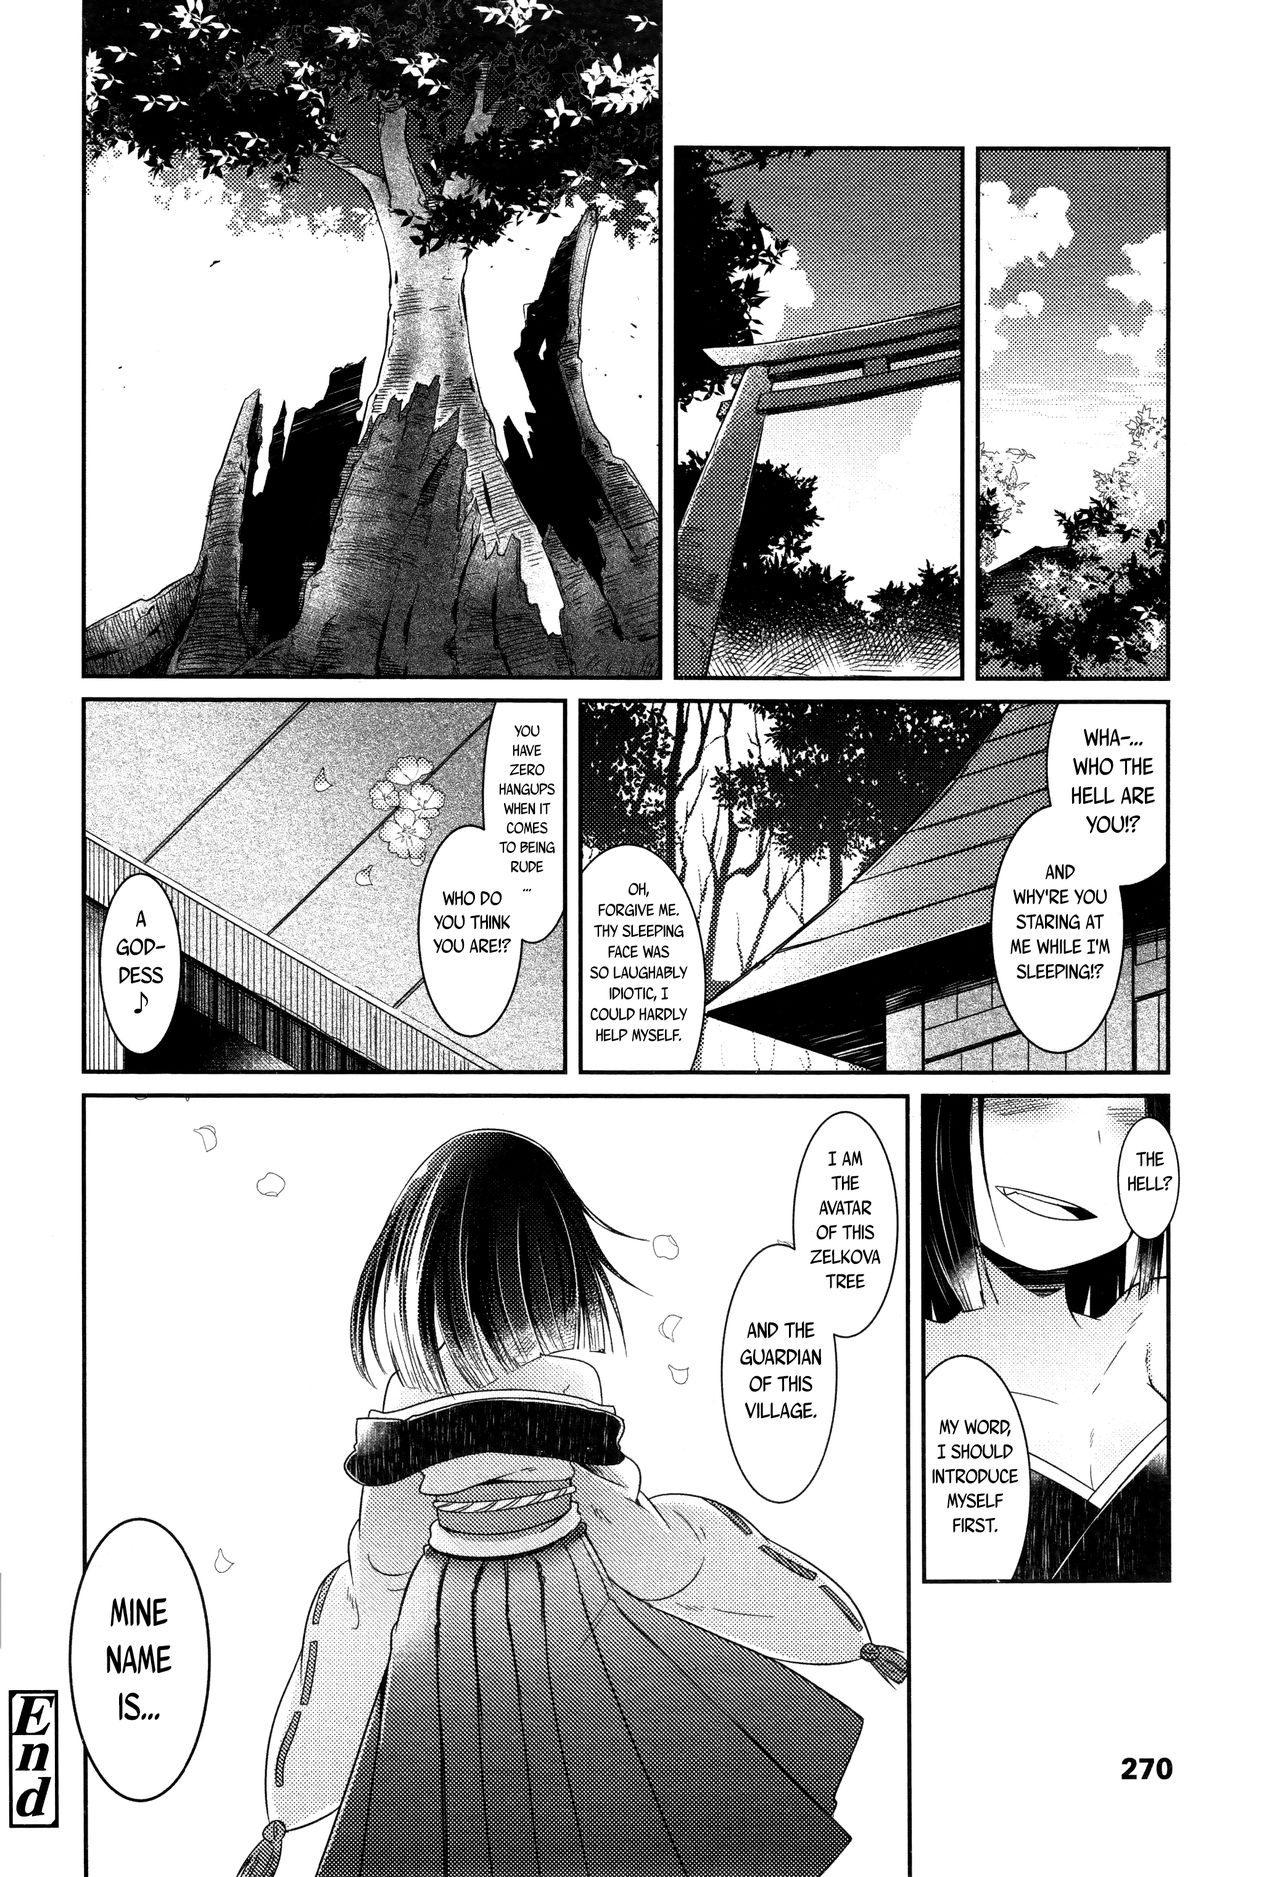 WHA-...
WHO THE
HELL ARE
YOU!?
AND
WHY'RE YOU
STARING AT
ME WHILE I'M
SLEEPING!?
OH,
FORGIVE ME.
THY SLEEPING
FACE WAS
SO LAUGHABLY
IDIOTIC, I
COULD HARDLY
HELP MYSELF.
YOU
HAVE
ZERO
HANGUPS
WHEN IT
COMES
TO BEING
RUDE
...
WHO DO
YOU THINK
YOU ARE!?
A
GOD-
DESS
♪
THE
HELL?
MY WORD,
I SHOULD
INTRODUCE
MYSELF
FIRST.
I AM
THE
AVATAR
OF THIS
ZELKOVA
TREE
AND THE
GUARDIAN
OF THIS
VILLAGE.
MINE
NAME
IS...
End
270